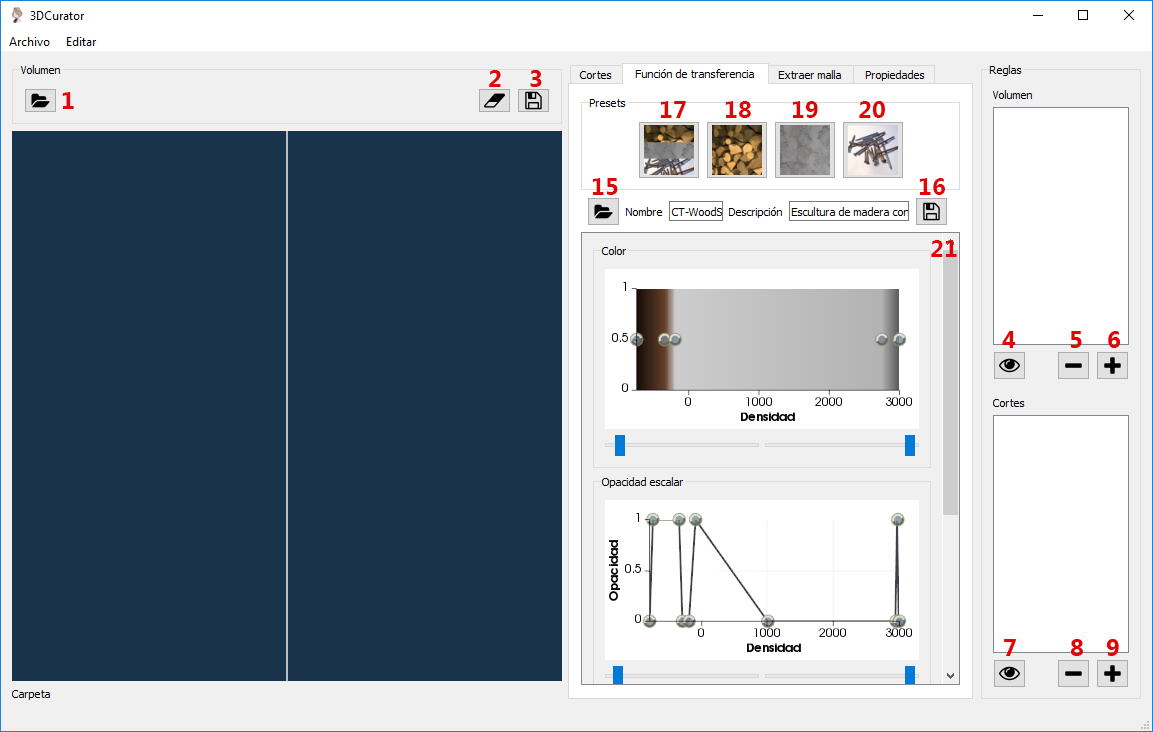 3DCurator
Archivo Editar
Volumen
1
2
3
Carpeta
Cortes Función de transferencia Extraer malla Propiedades
Presets
17 18 19 20
15
Nombre CT-WoodS Descripción Escultura de madera con
16
21
Color
1
0.5
0
0 1000 2000 3000
Densidad
Opacidad escalar
Opacidad
1
0.5
0
0 1000 2000 3000
Densidad
Reglas
Volumen
4 5 6
Cortes
7 8 9